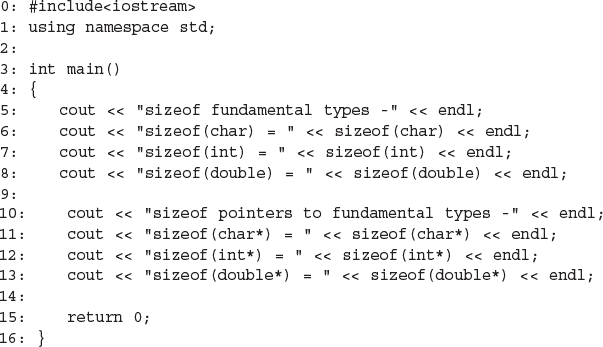 0: #include<iostream>
1: using namespace std;
2:
3: int main()
4: {
5:    cout << "sizeof fundamental types -" << endl;
6:    cout << "sizeof(char) = " << sizeof(char) << endl;
7:    cout << "sizeof(int) = " << sizeof(int) << endl;
8:    cout << "sizeof(double) = " << sizeof(double) << endl;
9:
10:    cout << "sizeof pointers to fundamental types -" << endl;
11:    cout << "sizeof(char*) = " << sizeof(char*) << endl;
12:    cout << "sizeof(int*) = " << sizeof(int*) << endl;
13:    cout << "sizeof(double*) = " << sizeof(double*) << endl;
14:
15:    return 0;
16: }